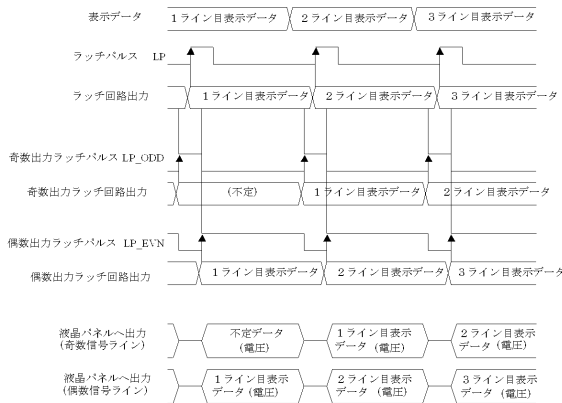 表示データ
1ライン目表示データ 2ライン目表示データ 3ライン目表示データ
ラッチパルス LP
ラッチ回路出力
1ライン目表示データ 2ライン目表示データ 3ライン目表示データ
奇数出力ラッチパルス LP_ODD
奇数出力ラッチ回路出力
(不定) 1ライン目表示データ 2ライン目表示データ
偶数出力ラッチパルス LP_EVN
偶数出力ラッチ回路出力
1ライン目表示データ 2ライン目表示データ 3ライン目表示データ
液晶パネルへ出力
(奇数信号ライン)
不定データ
(電圧)
1ライン目表示
データ (電圧)
2ライン目表示
データ (電圧)
液晶パネルへ出力
(偶数信号ライン)
1ライン目表示
データ (電圧)
2ライン目表示
データ (電圧)
3ライン目表示
データ (電圧)